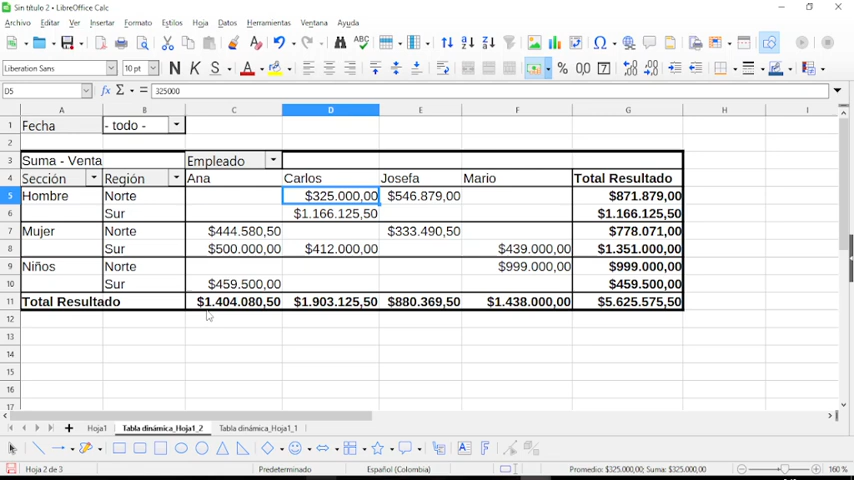 Sin título 2 - LibreOffice Calc
Archivo Editar Ver Insertar Formato Estilos Hoja Datos Herramientas Ventana Ayuda
Liberation Sans 10 pt N K S A % 0,0
D5 fx Σ = 325000
A B C D E F G H I
1 Fecha - todo -
2
3 Suma - Venta Empleado
4 Sección Región Ana Carlos Josefa Mario Total Resultado
5 Hombre Norte $325.000,00 $546.879,00 $871.879,00
6 Sur $1.166.125,50 $1.166.125,50
7 Mujer Norte $444.580,50 $333.490,50 $778.071,00
8 Sur $500.000,00 $412.000,00 $439.000,00 $1.351.000,00
9 Niños Norte $999.000,00 $999.000,00
10 Sur $459.500,00 $459.500,00
11 Total Resultado $1.404.080,50 $1.903.125,50 $880.369,50 $1.438.000,00 $5.625.575,50
12
13
14
15
16
17
Hoja1 Tabla dinámica_Hoja1_2 Tabla dinámica_Hoja1_1
Hoja 2 de 3 Predeterminado Español (Colombia) Promedio: $325.000,00; Suma: $325.000,00 160 %